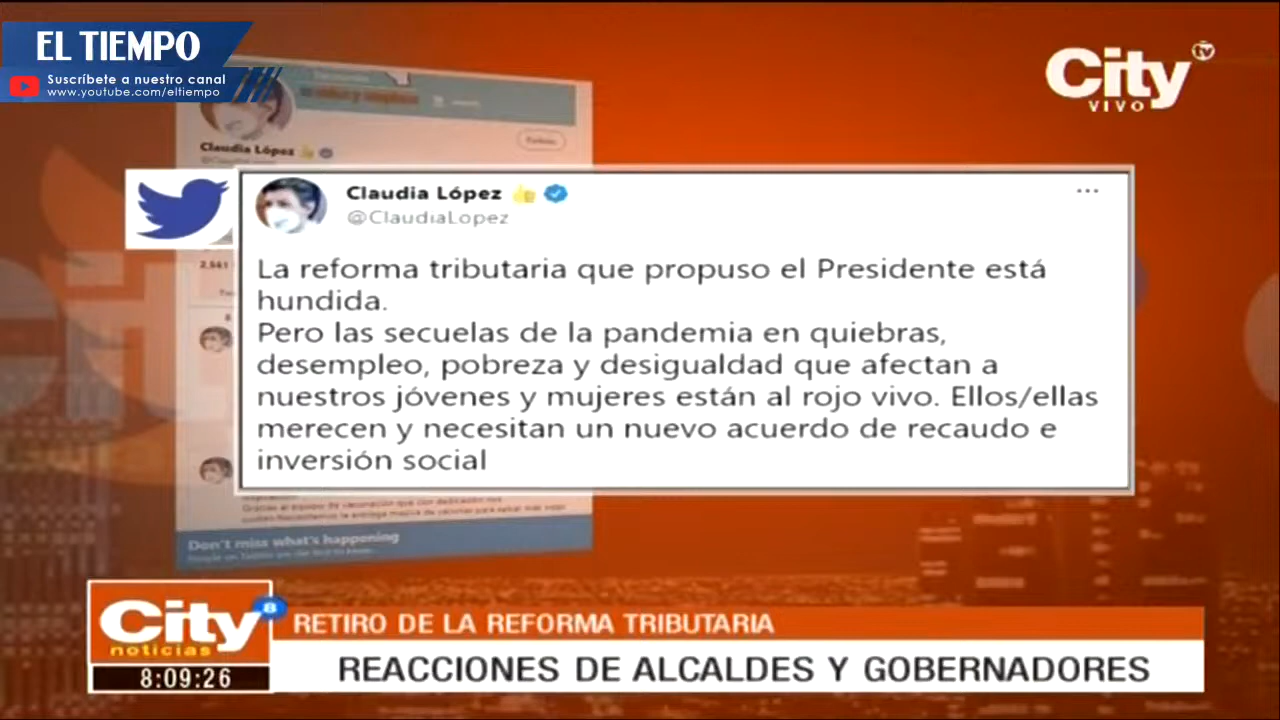 EL TIEMPO
Suscríbete a nuestro canal
www.youtube.com/eltiempo
City tv
VIVO
Claudia López
Claudia López
@ClaudiaLopez
La reforma tributaria que propuso el Presidente está
hundida.
Pero las secuelas de la pandemia en quiebras,
desempleo, pobreza y desigualdad que afectan a
nuestros jóvenes y mujeres están al rojo vivo. Ellos/ellas
merecen y necesitan un nuevo acuerdo de recaudo e
inversión social
Don't miss what's happening
City 8
noticias
8:09:26
RETIRO DE LA REFORMA TRIBUTARIA
REACCIONES DE ALCALDES Y GOBERNADORES